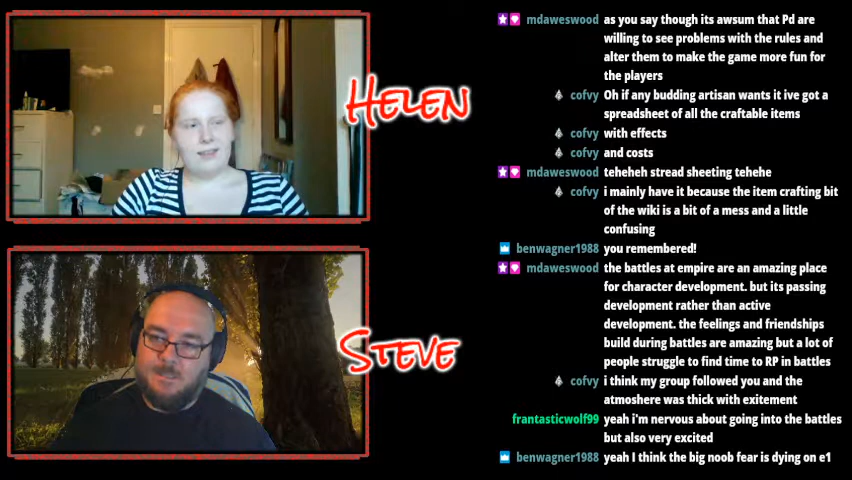 Helen
Steve
mdaweswood as you say though its awsum that Pd are
willing to see problems with the rules and
alter them to make the game more fun for
the players
cofvy Oh if any budding artisan wants it ive got a
spreadsheet of all the craftable items
cofvy with effects
cofvy and costs
mdaweswood teheheh stread sheeting tehehe
cofvy i mainly have it because the item crafting bit
of the wiki is a bit of a mess and a little
confusing
benwagner1988 you remembered!
mdaweswood the battles at empire are an amazing place
for character development. but its passing
development rather than active
development. the feelings and friendships
build during battles are amazing but a lot of
people struggle to find time to RP in battles
cofvy i think my group followed you and the
atmoshere was thick with exitement
frantasticwolf99 yeah i'm nervous about going into the battles
but also very excited
benwagner1988 yeah I think the big noob fear is dying on e1